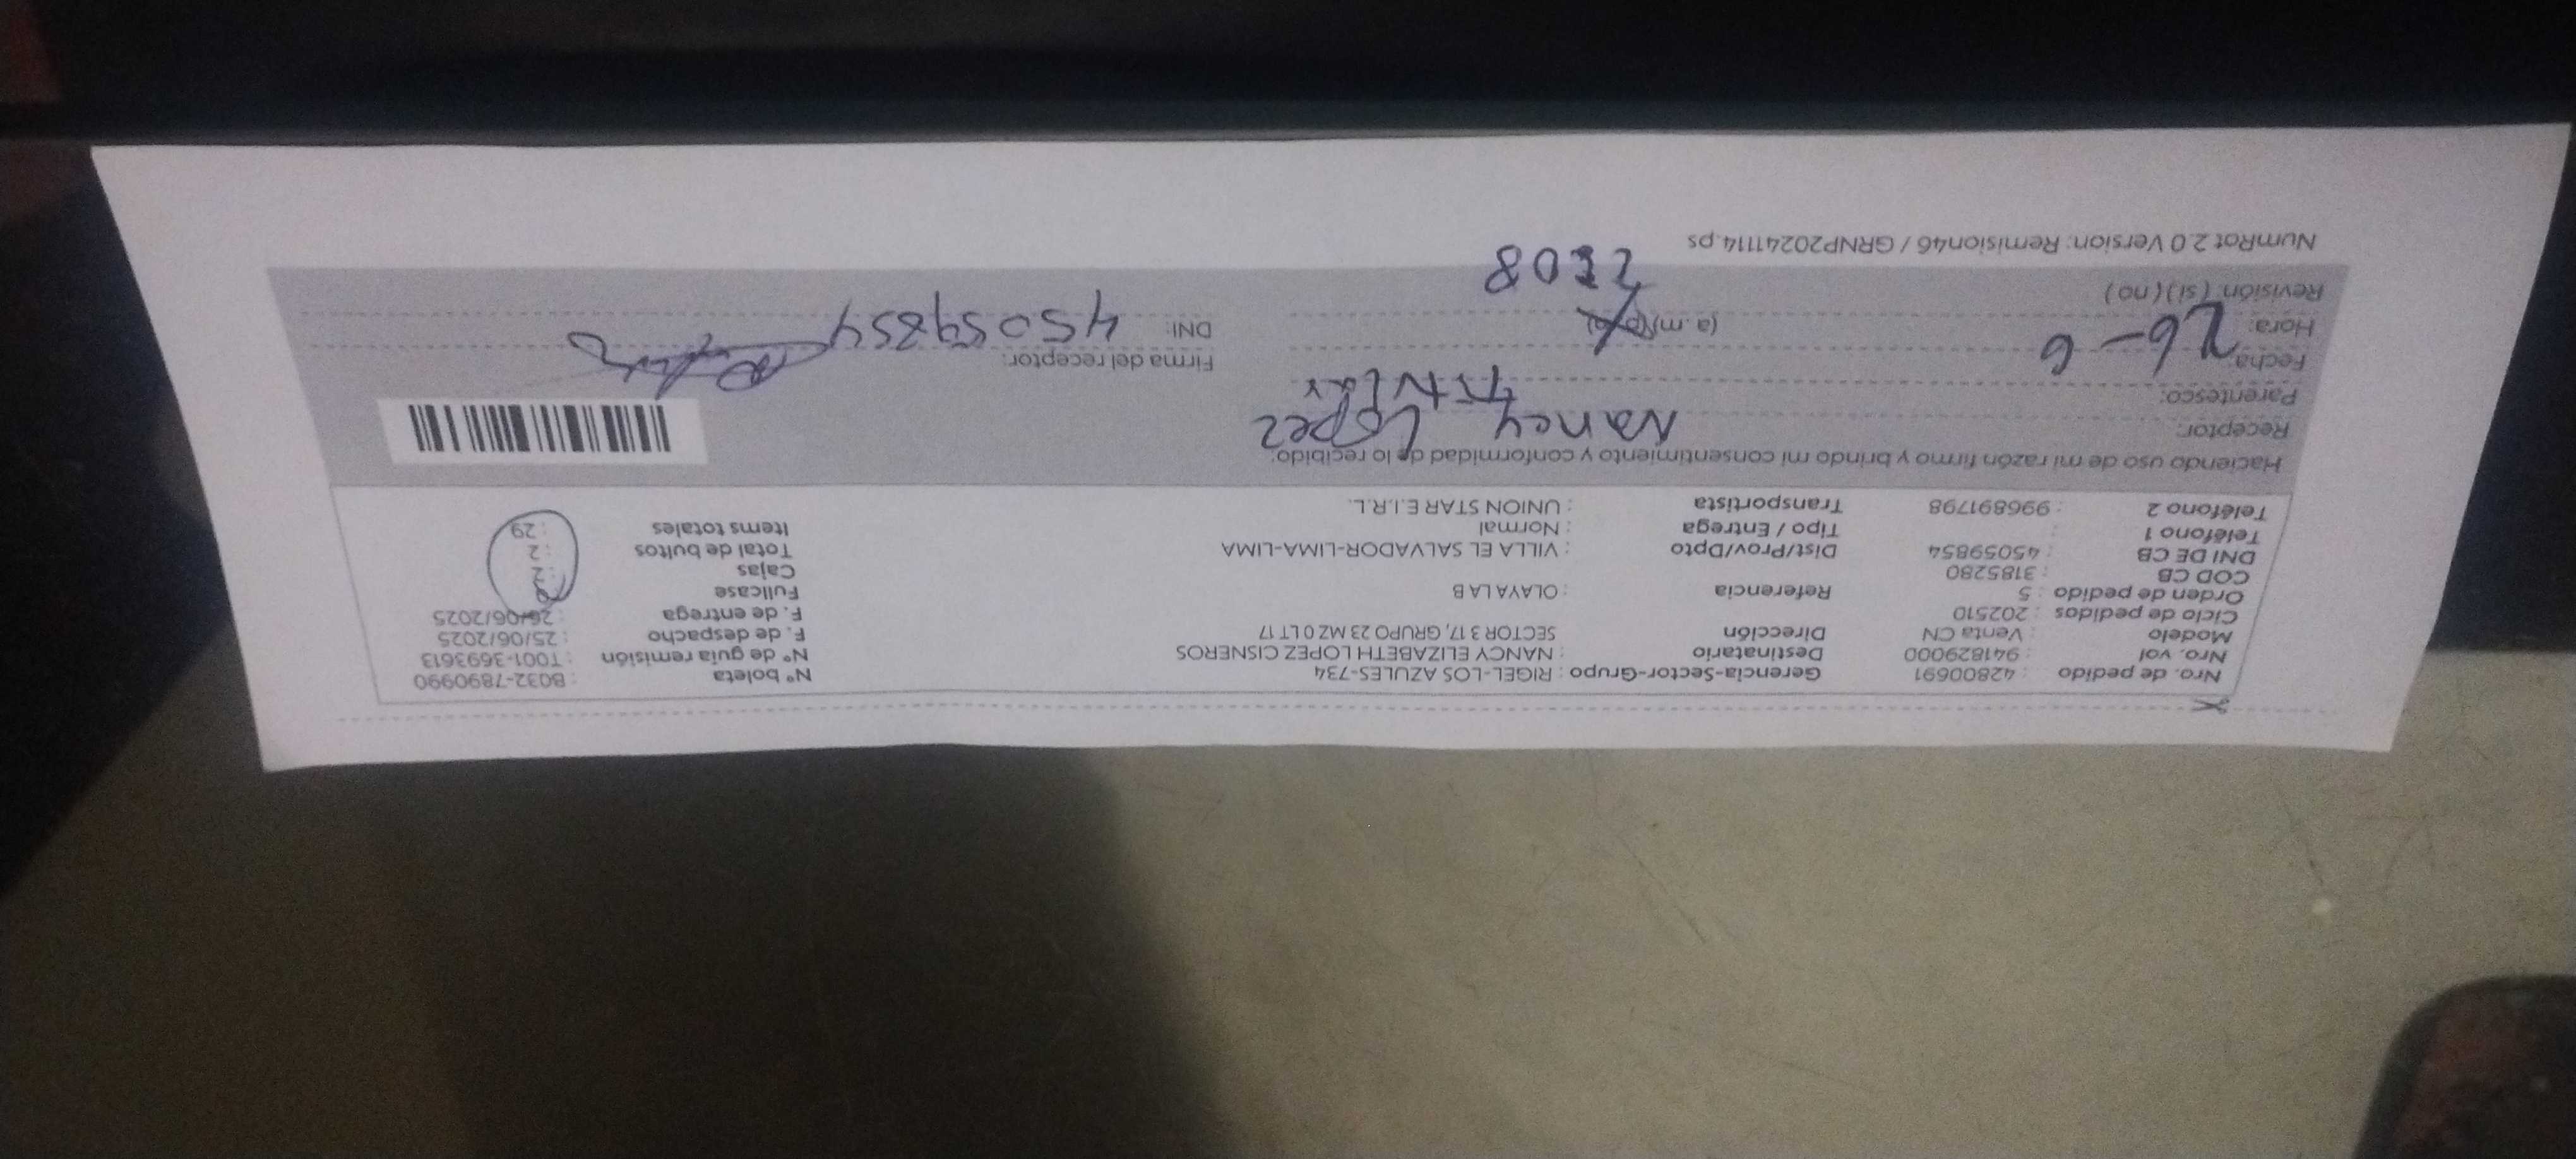 Nro. de pedido : 42800691 Gerencia-Sector-Grupo : RIGEL-LOS AZULES-734 N° boleta : B032-7890990
Nro. vol : 941829000 Destinatario : NANCY ELIZABETH LOPEZ CISNEROS N° de guía remisión : T001-3693613
Modelo : Venta CN Dirección SECTOR 3 17, GRUPO 23 MZ 0 LT 17 F. de despacho : 25/06/2025
Ciclo de pedidos : 202510 F. de entrega : 26/06/2025
Orden de pedido : 5 Referencia : OLAYA LA B Fullcase
COD CB : 3185280 Cajas : 2
DNI DE CB : 45059854 Dist/Prov/Dpto : VILLA EL SALVADOR-LIMA-LIMA Total de bultos : 2
Teléfono 1 : Tipo / Entrega : Normal Items totales : 29
Teléfono 2 : 996891798 Transportista : UNION STAR E.I.R.L.
Haciendo uso de mi razón firmo y brindo mi consentimiento y conformidad de lo recibido:
Receptor: Nancy Lopez
Parentesco:
Fecha: 26-6 Firma del receptor:
Hora: (a.m) DNI: 45059854
Revisión: (si) (no)
NumRot 2.0 Version: Remision46 / GRNP20241114.ps